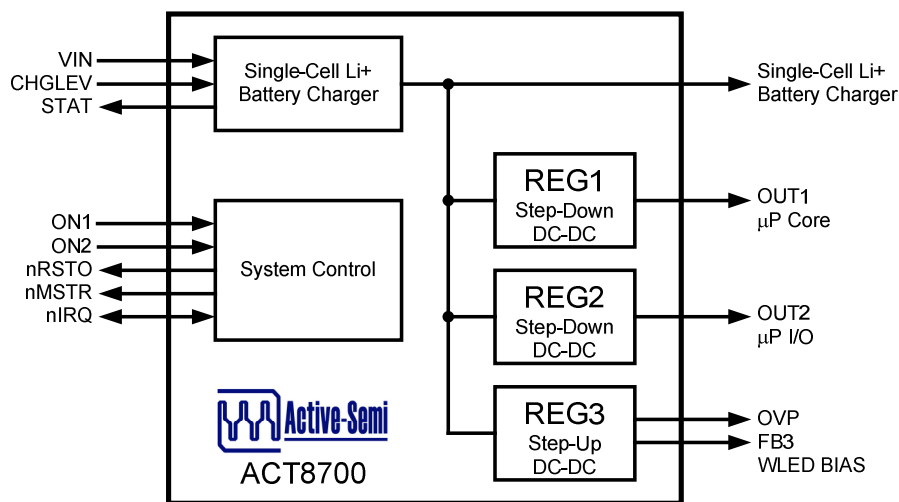 VIN
CHGLEV
STAT
Single-Cell Li+
Battery Charger
Single-Cell Li+
Battery Charger
REG1
Step-Down
DC-DC
OUT1
µP Core
ON1
ON2
nRSTO
nMSTR
nIRQ
System Control
REG2
Step-Down
DC-DC
OUT2
µP I/O
REG3
Step-Up
DC-DC
OVP
FB3
WLED BIAS
Active-Semi
ACT8700